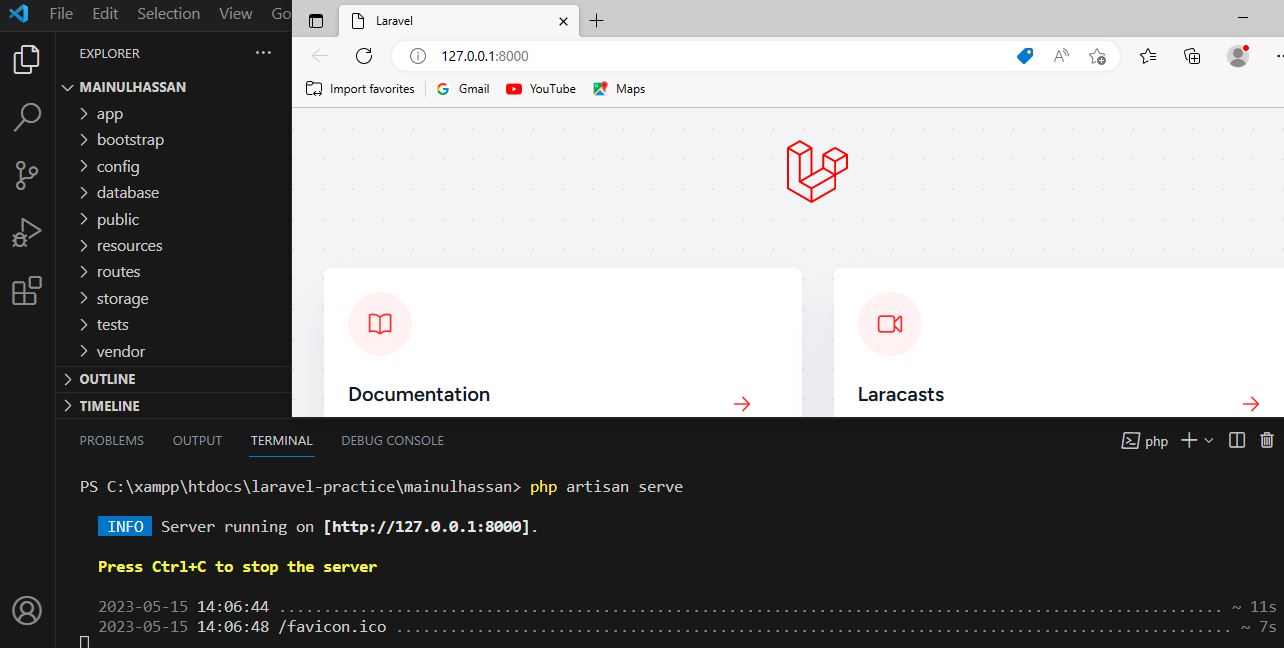 File Edit Selection View Go
Laravel
127.0.0.1:8000
Import favorites Gmail YouTube Maps
EXPLORER
MAINULHASSAN
app
bootstrap
config
database
public
resources
routes
storage
tests
vendor
OUTLINE
TIMELINE
Documentation
Laracasts
PROBLEMS OUTPUT TERMINAL DEBUG CONSOLE
php
PS C:\xampp\htdocs\laravel-practice\mainulhassan> php artisan serve
INFO Server running on [http://127.0.0.1:8000].
Press Ctrl+C to stop the server
2023-05-15 14:06:44 ........................................................................................................ ~ 11s
2023-05-15 14:06:48 /favicon.ico ............................................................................................ ~ 7s